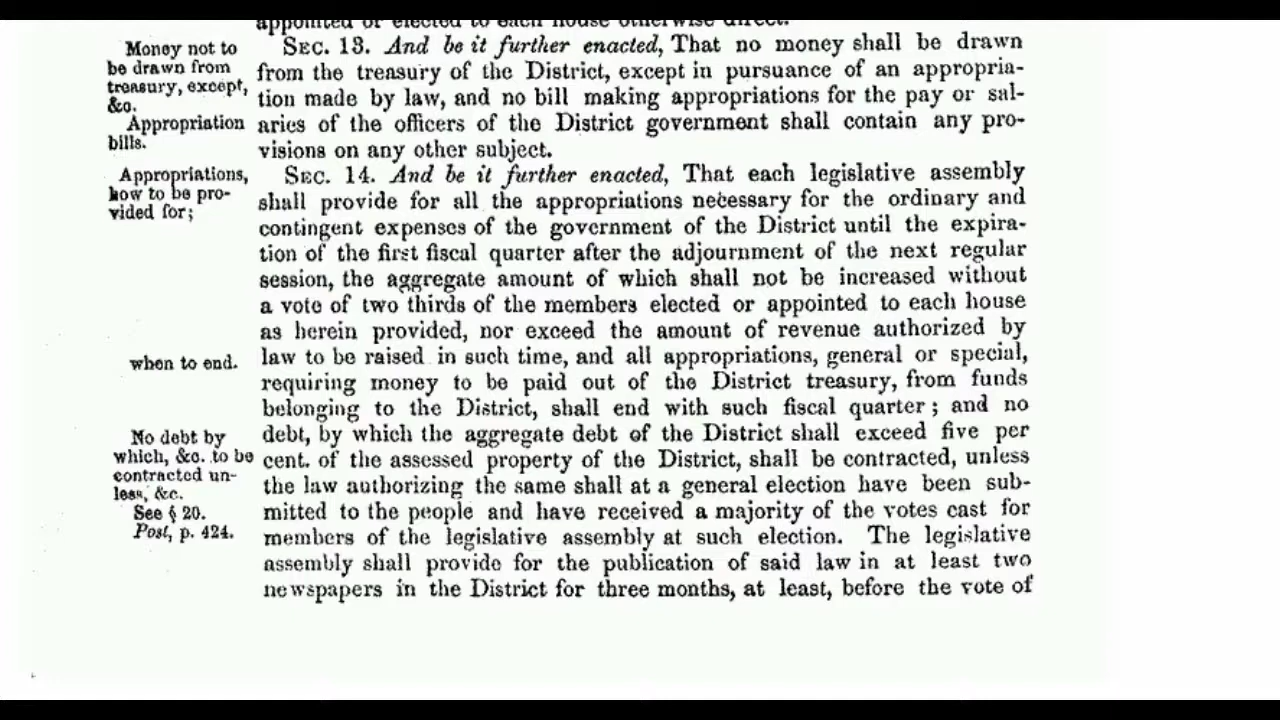 appointed or elected to each house otherwise direct.
Money not to
be drawn from
treasury, except,
&c.
Appropriation
bills.
SEC. 13. And be it further enacted, That no money shall be drawn
from the treasury of the District, except in pursuance of an appropria-
tion made by law, and no bill making appropriations for the pay or sal-
aries of the officers of the District government shall contain any pro-
visions on any other subject.
Appropriations,
how to be pro-
vided for;
SEC. 14. And be it further enacted, That each legislative assembly
shall provide for all the appropriations necessary for the ordinary and
contingent expenses of the government of the District until the expira-
tion of the first fiscal quarter after the adjournment of the next regular
session, the aggregate amount of which shall not be increased without
a vote of two thirds of the members elected or appointed to each house
as herein provided, nor exceed the amount of revenue authorized by
when to end.
law to be raised in such time, and all appropriations, general or special,
requiring money to be paid out of the District treasury, from funds
belonging to the District, shall end with such fiscal quarter; and no
No debt by
which, &c. to be
contracted un-
less, &c.
See § 20.
Post, p. 424.
debt, by which the aggregate debt of the District shall exceed five per
cent. of the assessed property of the District, shall be contracted, unless
the law authorizing the same shall at a general election have been sub-
mitted to the people and have received a majority of the votes cast for
members of the legislative assembly at such election. The legislative
assembly shall provide for the publication of said law in at least two
newspapers in the District for three months, at least, before the vote of